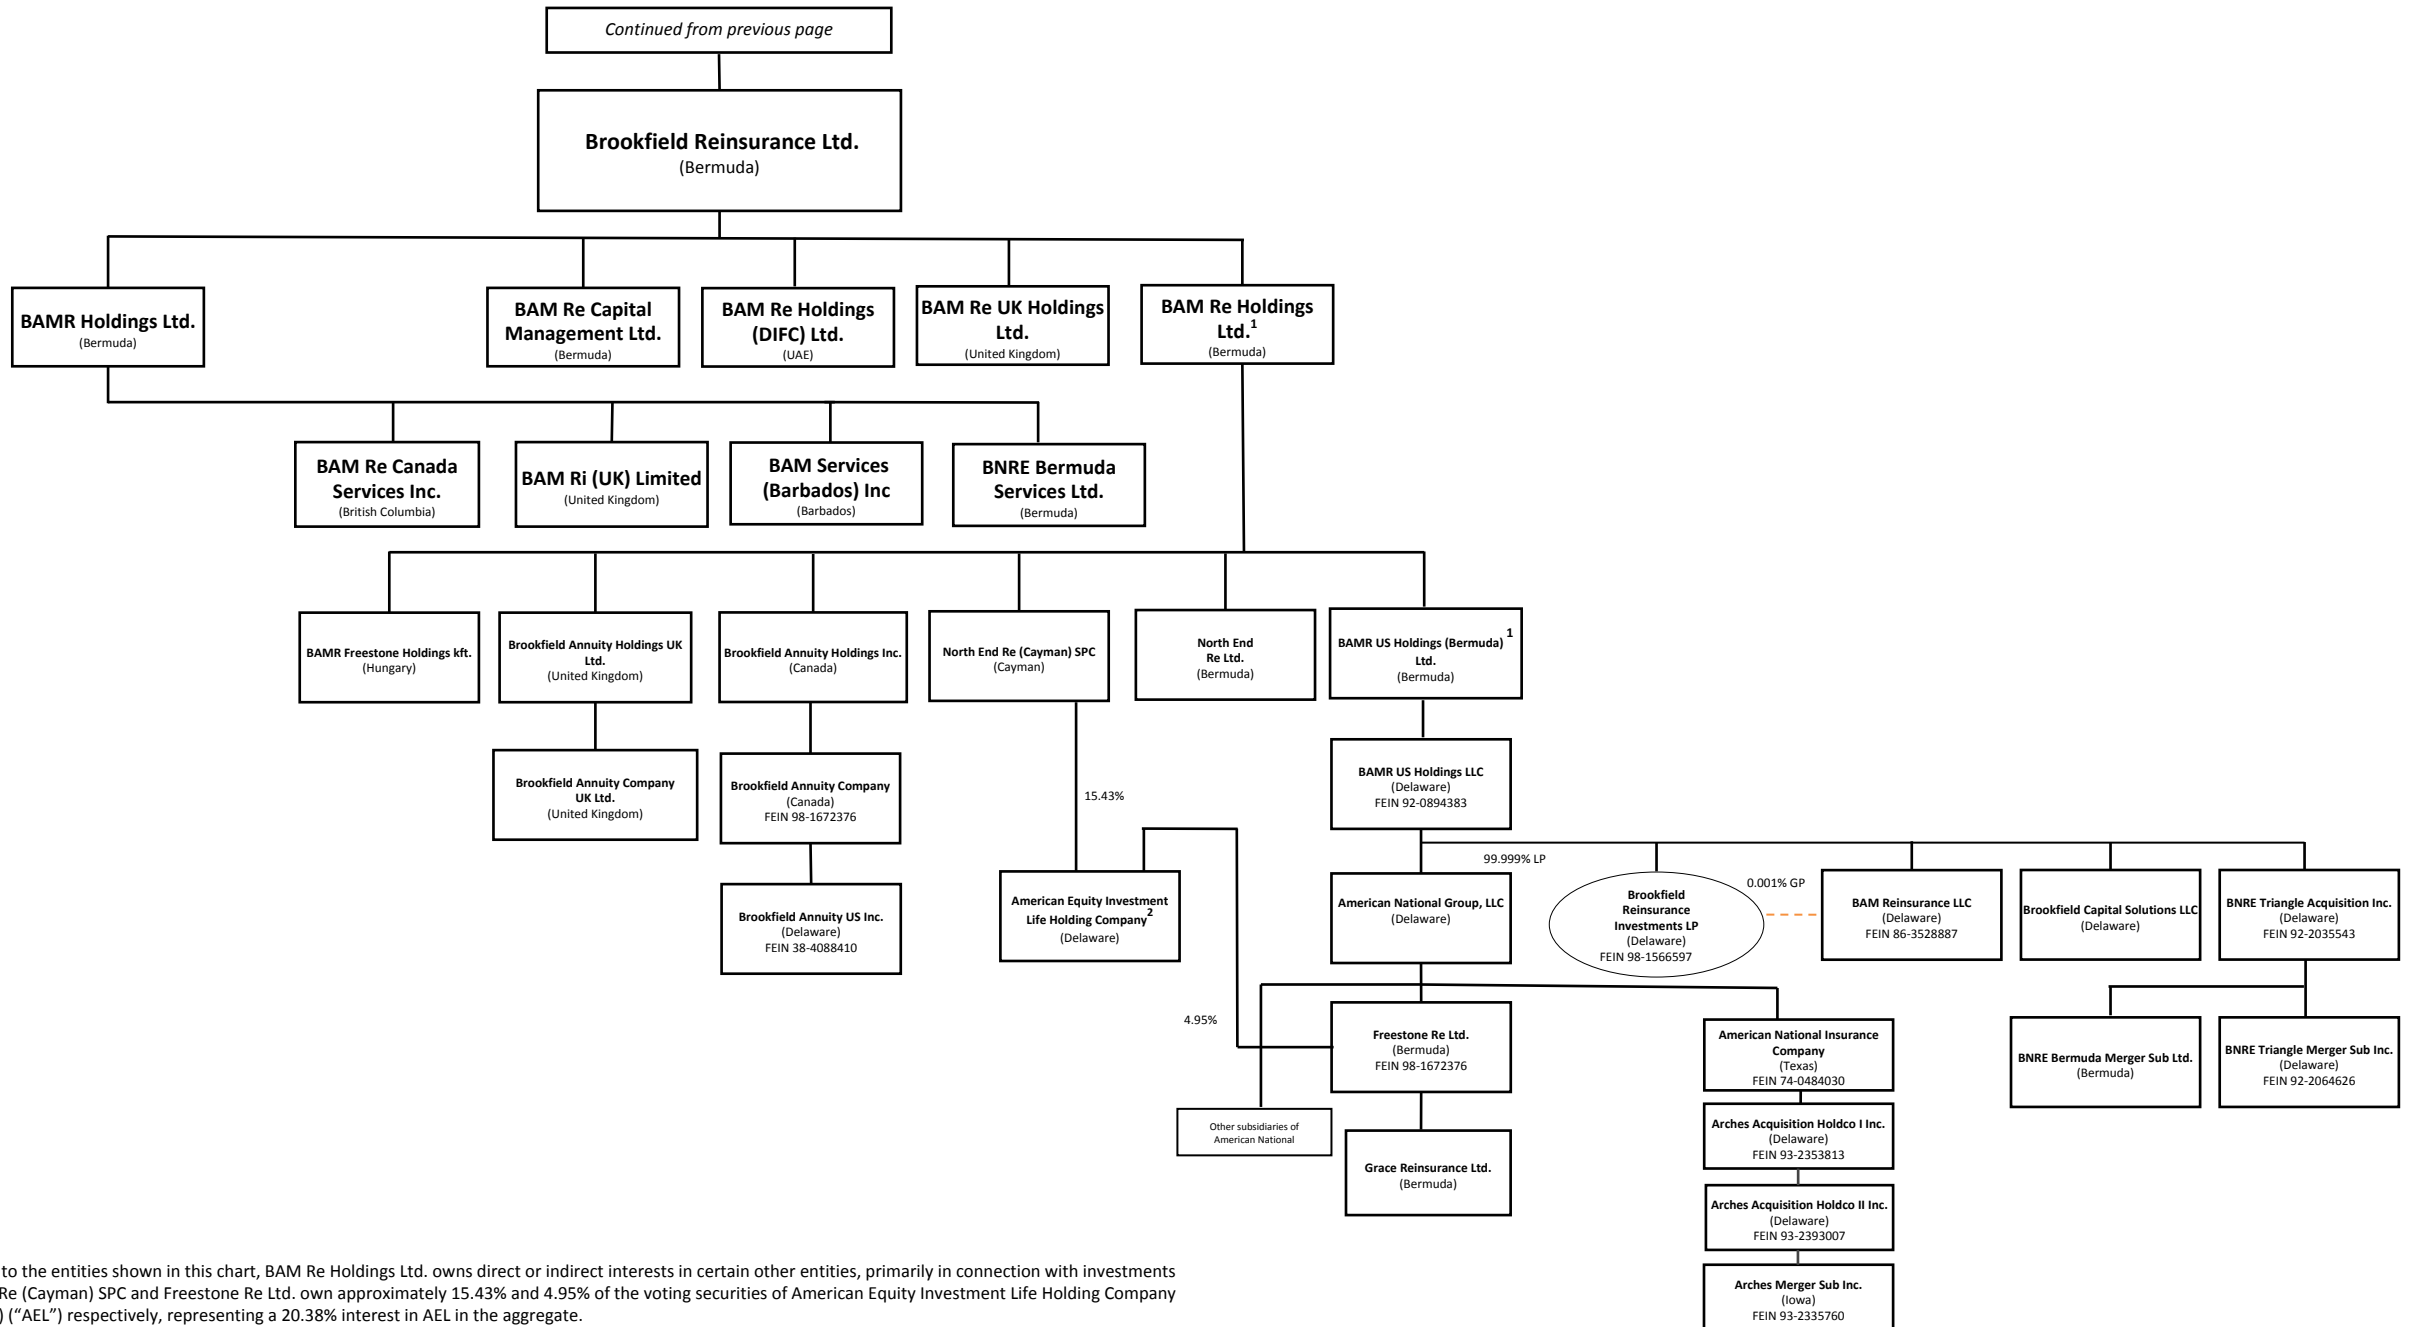 Continued from previous page
Brookfield Reinsurance Ltd.
(Bermuda)
BAMR Holdings Ltd.
(Bermuda)
BAM Re Capital
Management Ltd.
(Bermuda)
BAM Re Holdings
(DIFC) Ltd.
(UAE)
BAM Re UK Holdings
Ltd.
(United Kingdom)
BAM Re Holdings
Ltd.1
(Bermuda)
BAM Re Canada
Services Inc.
(British Columbia)
BAM Ri (UK) Limited
(United Kingdom)
BAM Services
(Barbados) Inc
(Barbados)
BNRE Bermuda
Services Ltd.
(Bermuda)
BAMR Freestone Holdings kft.
(Hungary)
Brookfield Annuity Holdings UK
Ltd.
(United Kingdom)
Brookfield Annuity Holdings Inc.
(Canada)
North End Re (Cayman) SPC
(Cayman)
North End
Re Ltd.
(Bermuda)
BAMR US Holdings (Bermuda) 1
Ltd.
(Bermuda)
Brookfield Annuity Company
UK Ltd.
(United Kingdom)
Brookfield Annuity Company
(Canada)
FEIN 98-1672376
15.43%
BAMR US Holdings LLC
(Delaware)
FEIN 92-0894383
Brookfield Annuity US Inc.
(Delaware)
FEIN 38-4088410
American Equity Investment
Life Holding Company2
(Delaware)
American National Group, LLC
(Delaware)
99.999% LP
Brookfield
Reinsurance
Investments LP
(Delaware)
FEIN 98-1566597
0.001% GP
BAM Reinsurance LLC
(Delaware)
FEIN 86-3528887
Brookfield Capital Solutions LLC
(Delaware)
BNRE Triangle Acquisition Inc.
(Delaware)
FEIN 92-2035543
4.95%
Freestone Re Ltd.
(Bermuda)
FEIN 98-1672376
American National Insurance
Company
(Texas)
FEIN 74-0484030
BNRE Bermuda Merger Sub Ltd.
(Bermuda)
BNRE Triangle Merger Sub Inc.
(Delaware)
FEIN 92-2064626
Other subsidiaries of
American National
Grace Reinsurance Ltd.
(Bermuda)
Arches Acquisition Holdco I Inc.
(Delaware)
FEIN 93-2353813
Arches Acquisition Holdco II Inc.
(Delaware)
FEIN 93-2393007
Arches Merger Sub Inc.
(Iowa)
FEIN 93-2335760
to the entities shown in this chart, BAM Re Holdings Ltd. owns direct or indirect interests in certain other entities, primarily in connection with investments
Re (Cayman) SPC and Freestone Re Ltd. own approximately 15.43% and 4.95% of the voting securities of American Equity Investment Life Holding Company
) (“AEL”) respectively, representing a 20.38% interest in AEL in the aggregate.